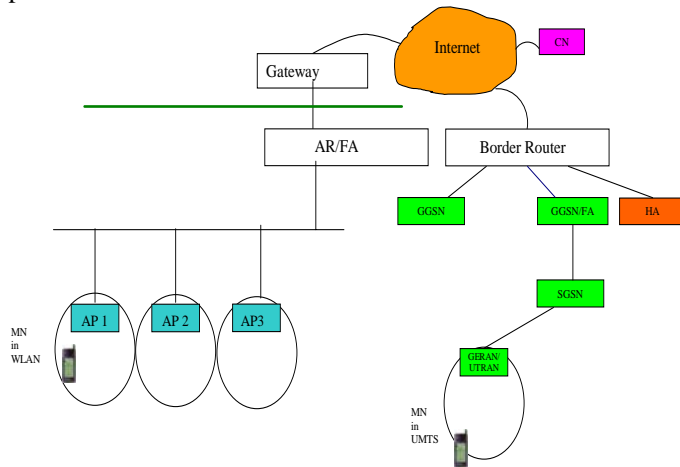 Internet
CN
Gateway
AR/FA
Border Router
GGSN
GGSN/FA
HA
SGSN
AP 1
AP 2
AP3
MN
in
WLAN
GERAN/
UTRAN
MN
in
UMTS